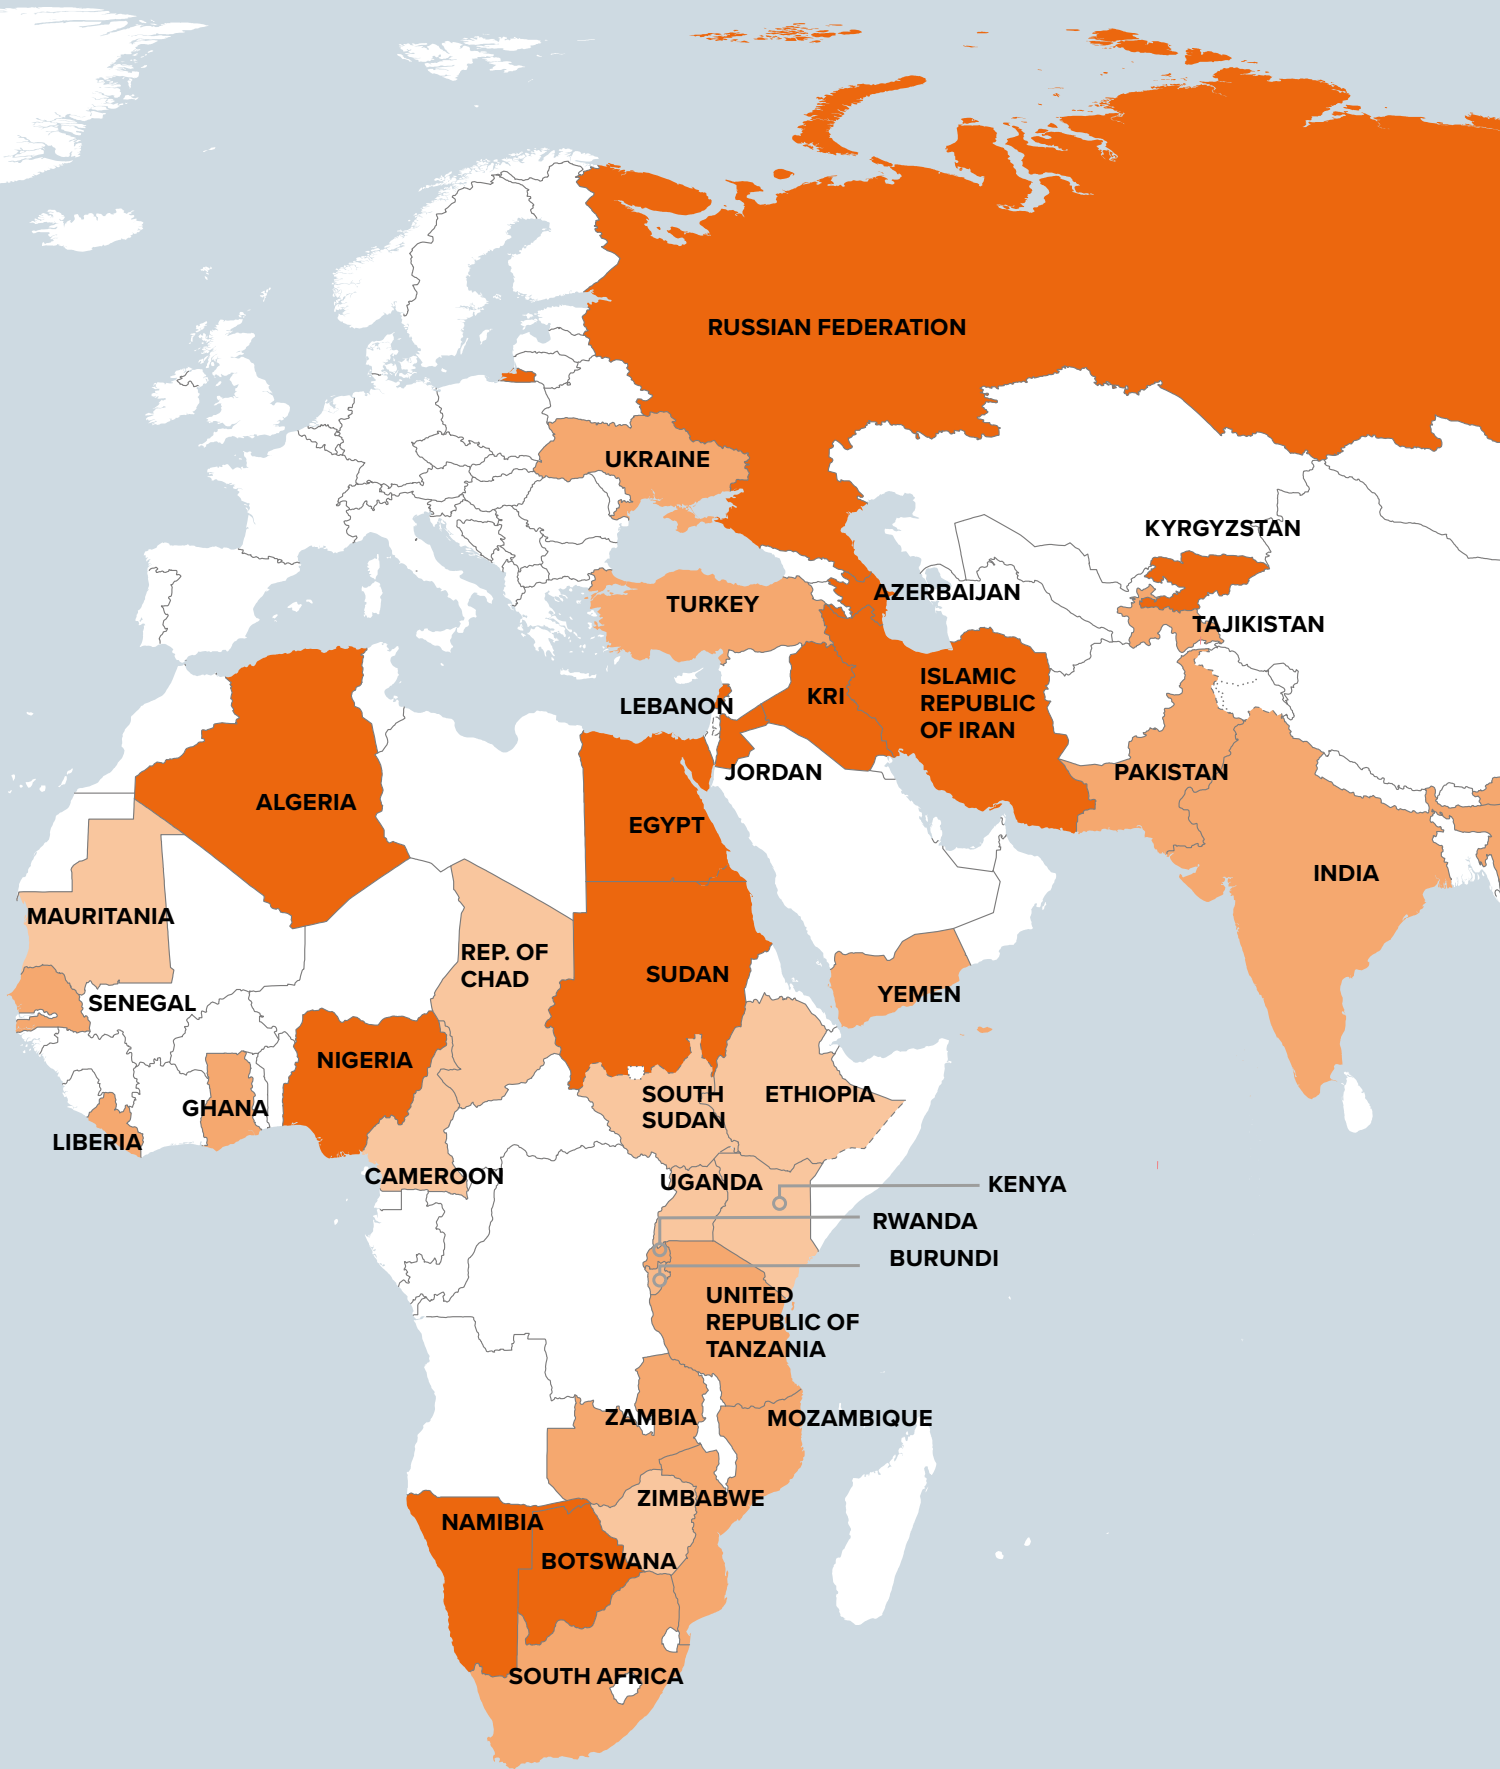 RUSSIAN FEDERATION
UKRAINE
KYRGYZSTAN
AZERBAIJAN
TURKEY
TAJIKISTAN
ISLAMIC
REPUBLIC
OF IRAN
KRI
LEBANON
JORDAN
PAKISTAN
ALGERIA
EGYPT
INDIA
MAURITANIA
REP. OF
CHAD
SUDAN
YEMEN
SENEGAL
NIGERIA
SOUTH
SUDAN
ETHIOPIA
GHANA
LIBERIA
CAMEROON
UGANDA
KENYA
RWANDA
BURUNDI
UNITED
REPUBLIC OF
TANZANIA
ZAMBIA
MOZAMBIQUE
ZIMBABWE
NAMIBIA
BOTSWANA
SOUTH AFRICA